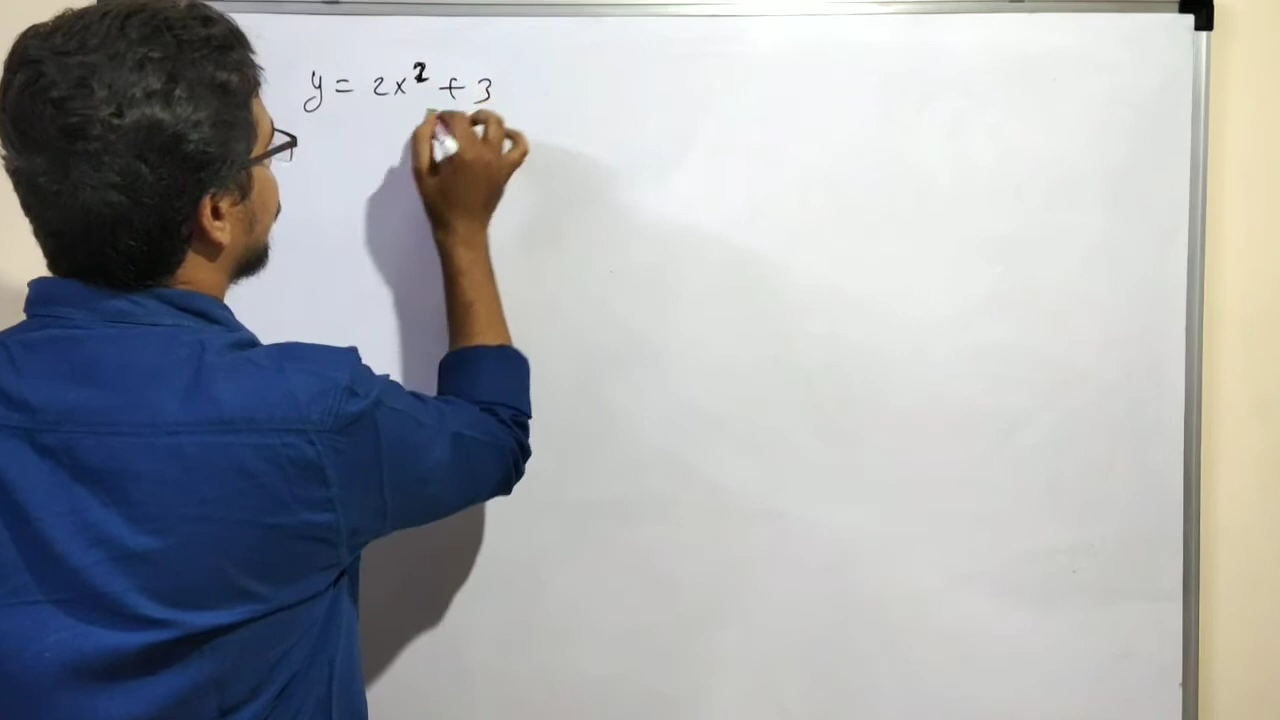 y = 2x² + 3